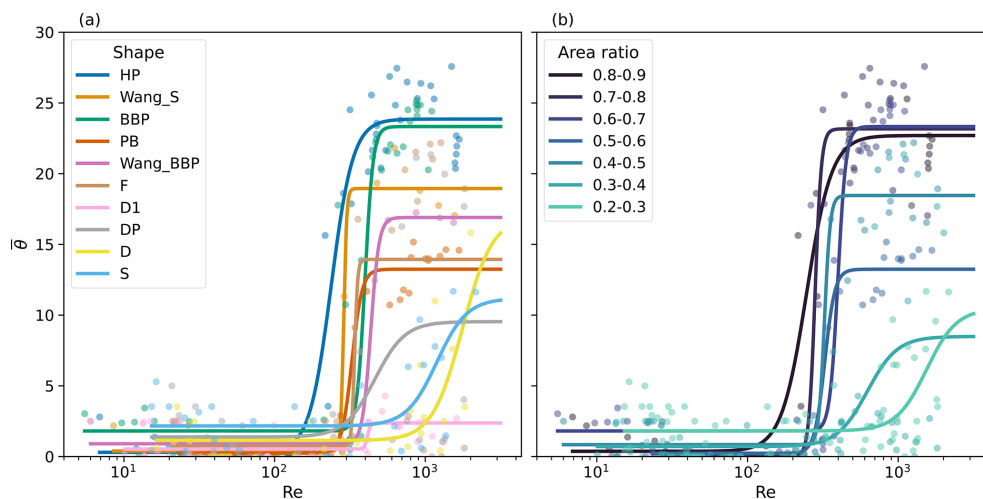 (a)
(b)
30
25
20
15
10
5
0
θ̅
Shape
HP
Wang_S
BBP
PB
Wang_BBP
F
D1
DP
D
S
10¹
10²
10³
Re
Area ratio
0.8-0.9
0.7-0.8
0.6-0.7
0.5-0.6
0.4-0.5
0.3-0.4
0.2-0.3
10¹
10²
10³
Re